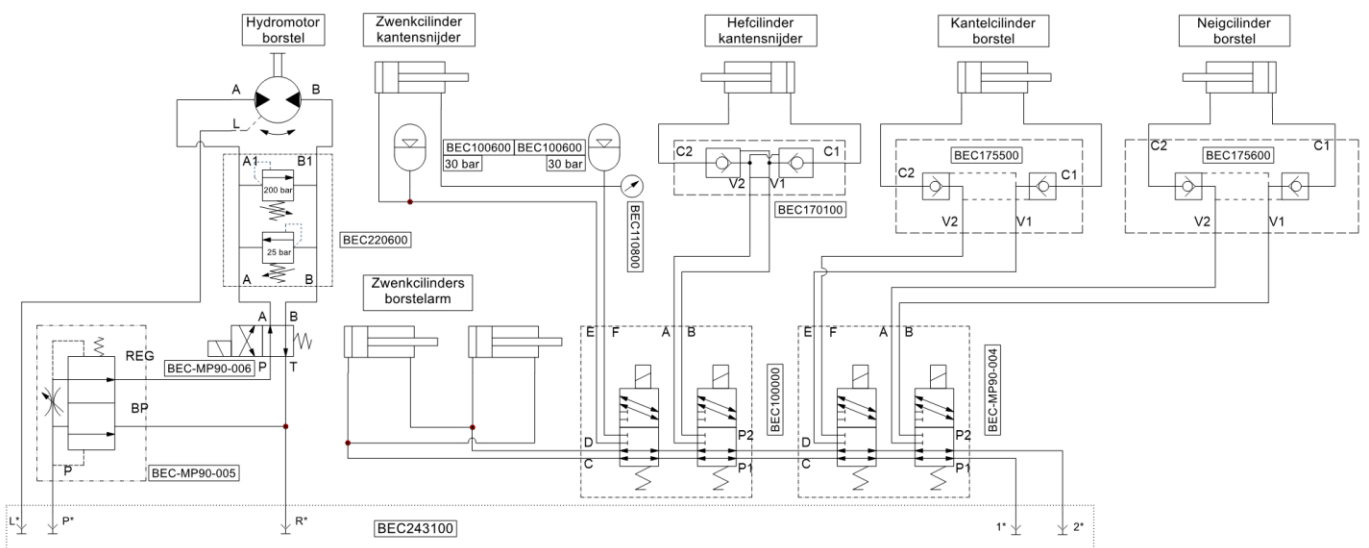 Hydromotor
borstel
Zwenkcilinder
kantensnijder
Hefcilinder
kantensnijder
Kantelcilinder
borstel
Neigcilinder
borstel
A
B
L
A1
B1
200 bar
25 bar
A
B
BEC220600
BEC100600
BEC100600
30 bar
30 bar
BEC110800
C2
C1
V2
V1
BEC170100
BEC175500
C2
C1
V2
V1
BEC175600
C2
C1
V2
V1
Zwenkcilinders
borstelarm
A
B
P
T
BEC-MP90-006
REG
BP
P
BEC-MP90-005
E
F
A
B
D
C
P2
P1
BEC100000
E
F
A
B
D
C
P2
P1
BEC-MP90-004
L*
P*
R*
BEC243100
1*
2*